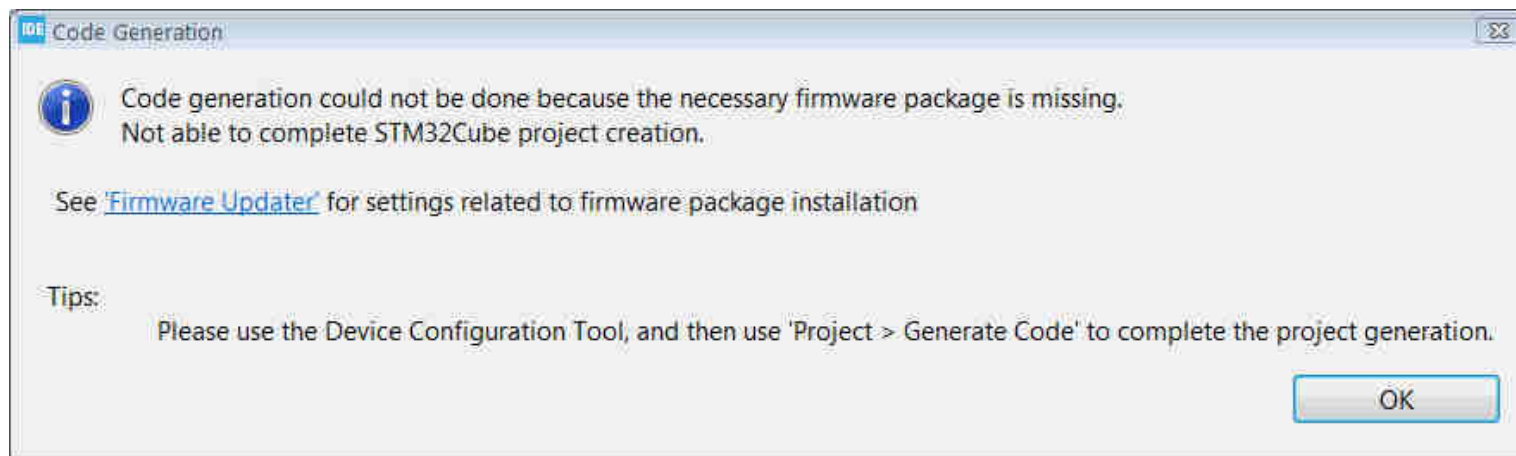 IDE Code Generation
Code generation could not be done because the necessary firmware package is missing.
Not able to complete STM32Cube project creation.
See 'Firmware Updater' for settings related to firmware package installation
Tips:
Please use the Device Configuration Tool, and then use 'Project > Generate Code' to complete the project generation.
OK